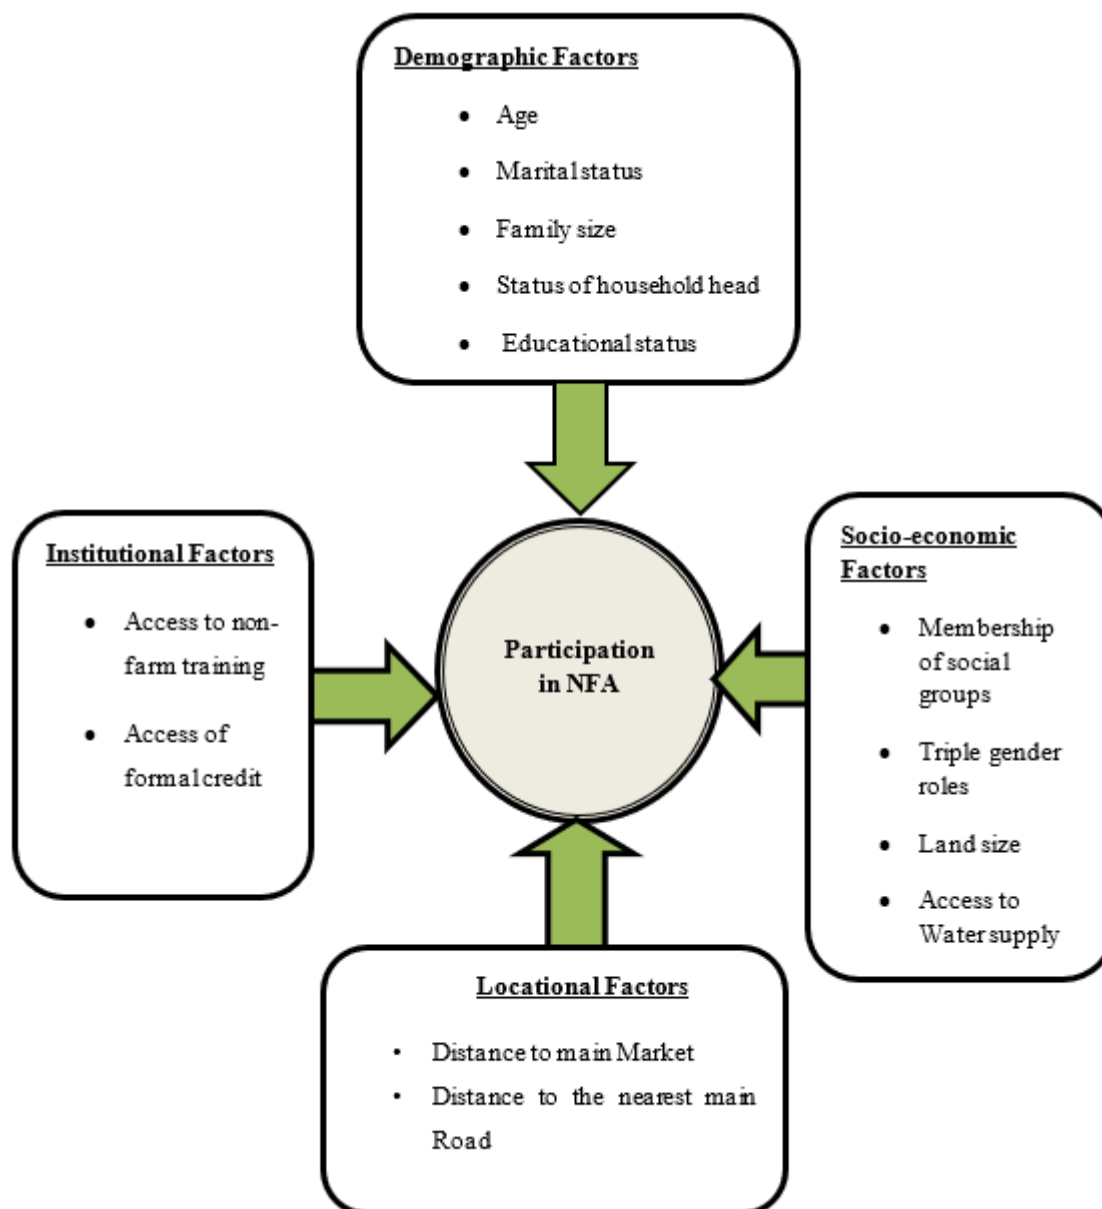 Demographic Factors
• Age
• Marital status
• Family size
• Status of household head
• Educational status
Institutional Factors
• Access to non-
farm training
• Access of
formal credit
Participation
in NFA
Socio-economic
Factors
• Membership
of social
groups
• Triple gender
roles
• Land size
• Access to
Water supply
Locational Factors
• Distance to main Market
• Distance to the nearest main
Road